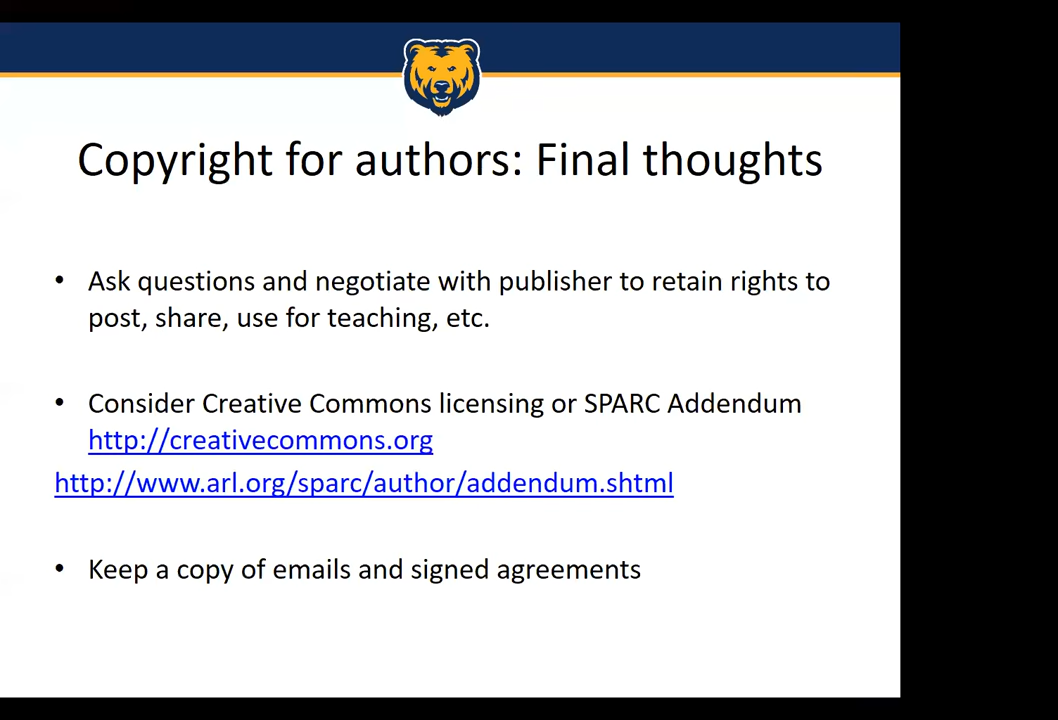 Copyright for authors: Final thoughts
• Ask questions and negotiate with publisher to retain rights to
post, share, use for teaching, etc.
• Consider Creative Commons licensing or SPARC Addendum
http://creativecommons.org
http://www.arl.org/sparc/author/addendum.shtml
• Keep a copy of emails and signed agreements